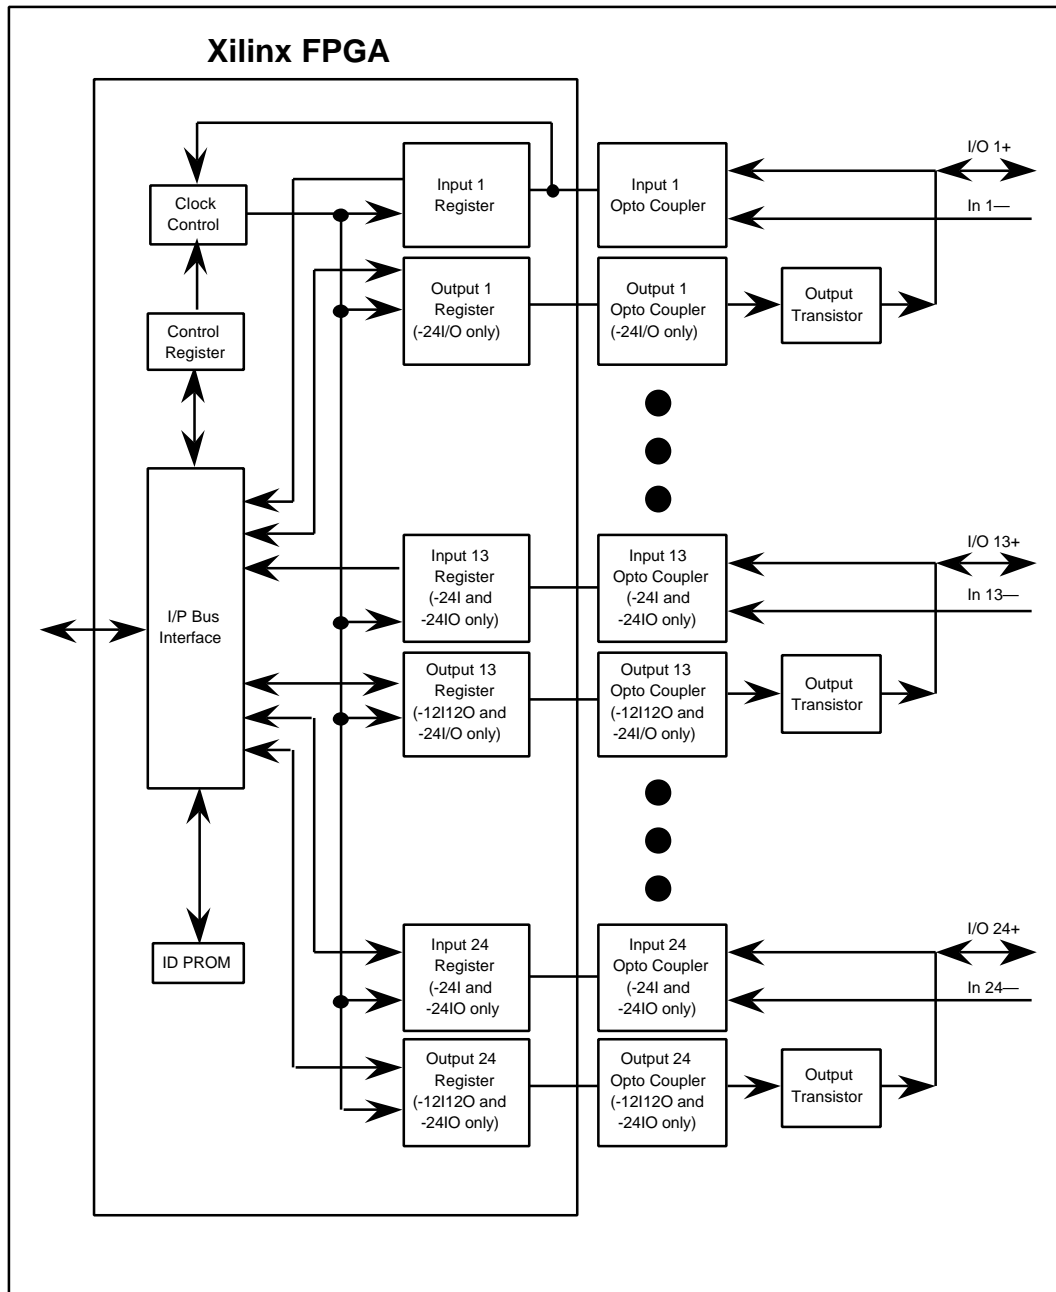 Xilinx FPGA
Clock
Control
Control
Register
I/P Bus
Interface
ID PROM
Input 1
Register
Input 1
Opto Coupler
I/O 1+
In 1—
Output 1
Register
(-24I/O only)
Output 1
Opto Coupler
(-24I/O only)
Output
Transistor
Input 13
Register
(-24I and
-24IO only)
Input 13
Opto Coupler
(-24I and
-24IO only)
I/O 13+
In 13—
Output 13
Register
(-12I12O and
-24I/O only)
Output 13
Opto Coupler
(-12I12O and
-24I/O only)
Output
Transistor
Input 24
Register
(-24I and
-24IO only
Input 24
Opto Coupler
(-24I and
-24IO only)
I/O 24+
In 24—
Output 24
Register
(-12I12O and
-24IO only)
Output 24
Opto Coupler
(-12I12O and
-24IO only)
Output
Transistor